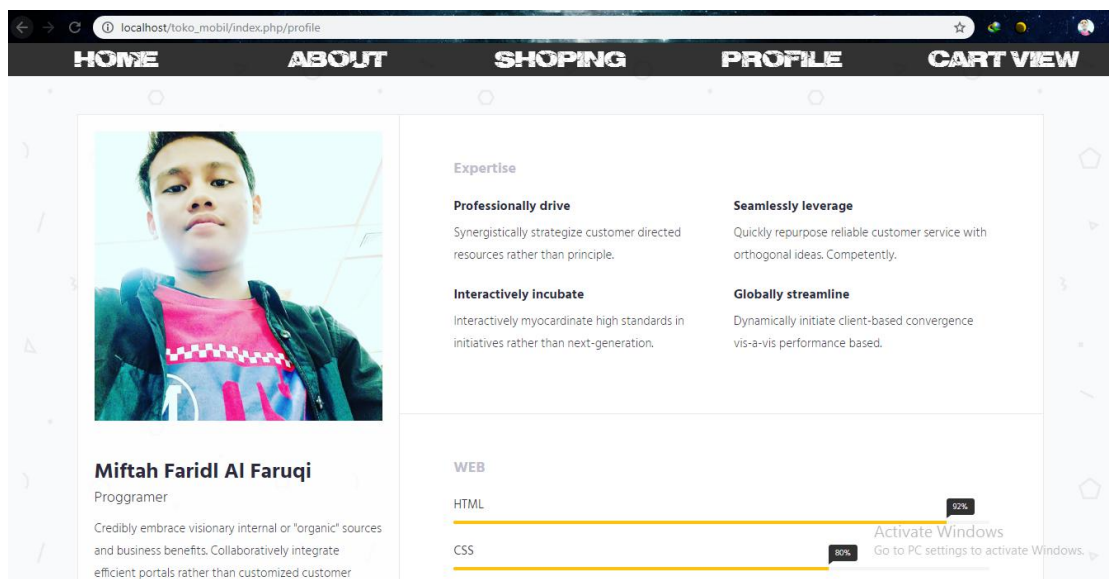 localhost/toko_mobil/index.php/profile
HOME ABOUT SHOPING PROFILE CART VIEW
Expertise
Professionally drive
Synergistically strategize customer directed
resources rather than principle.
Seamlessly leverage
Quickly repurpose reliable customer service with
orthogonal ideas. Competently.
Interactively incubate
Interactively myocardinate high standards in
initiatives rather than next-generation.
Globally streamline
Dynamically initiate client-based convergence
vis-a-vis performance based.
Miftah Faridl Al Faruqi
Proggramer
Credibly embrace visionary internal or "organic" sources
and business benefits. Collaboratively integrate
efficient portals rather than customized customer
WEB
HTML
92%
CSS
80%
Activate Windows
Go to PC settings to activate Windows.